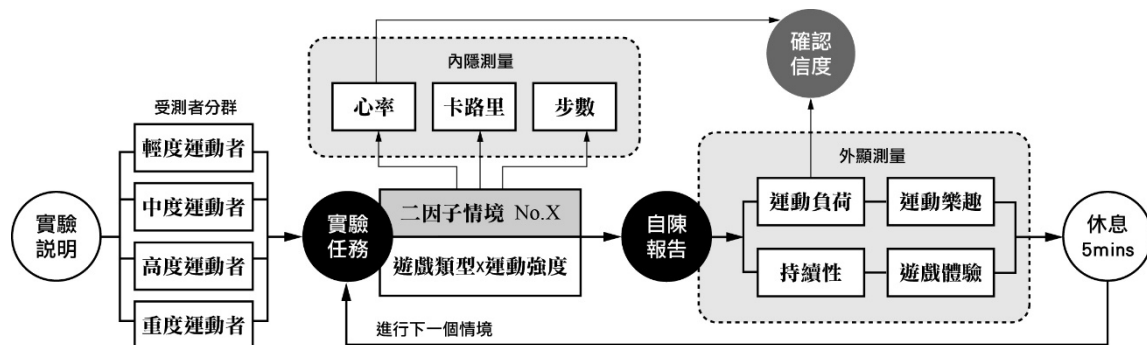 實驗
說明
受測者分群
輕度運動者
中度運動者
高度運動者
重度運動者
實驗
任務
內隱測量
心率
卡路里
步數
二因子情境 No.X
遊戲類型x運動強度
自陳
報告
確認
信度
外顯測量
運動負荷
運動樂趣
持續性
遊戲體驗
休息
5mins
進行下一個情境